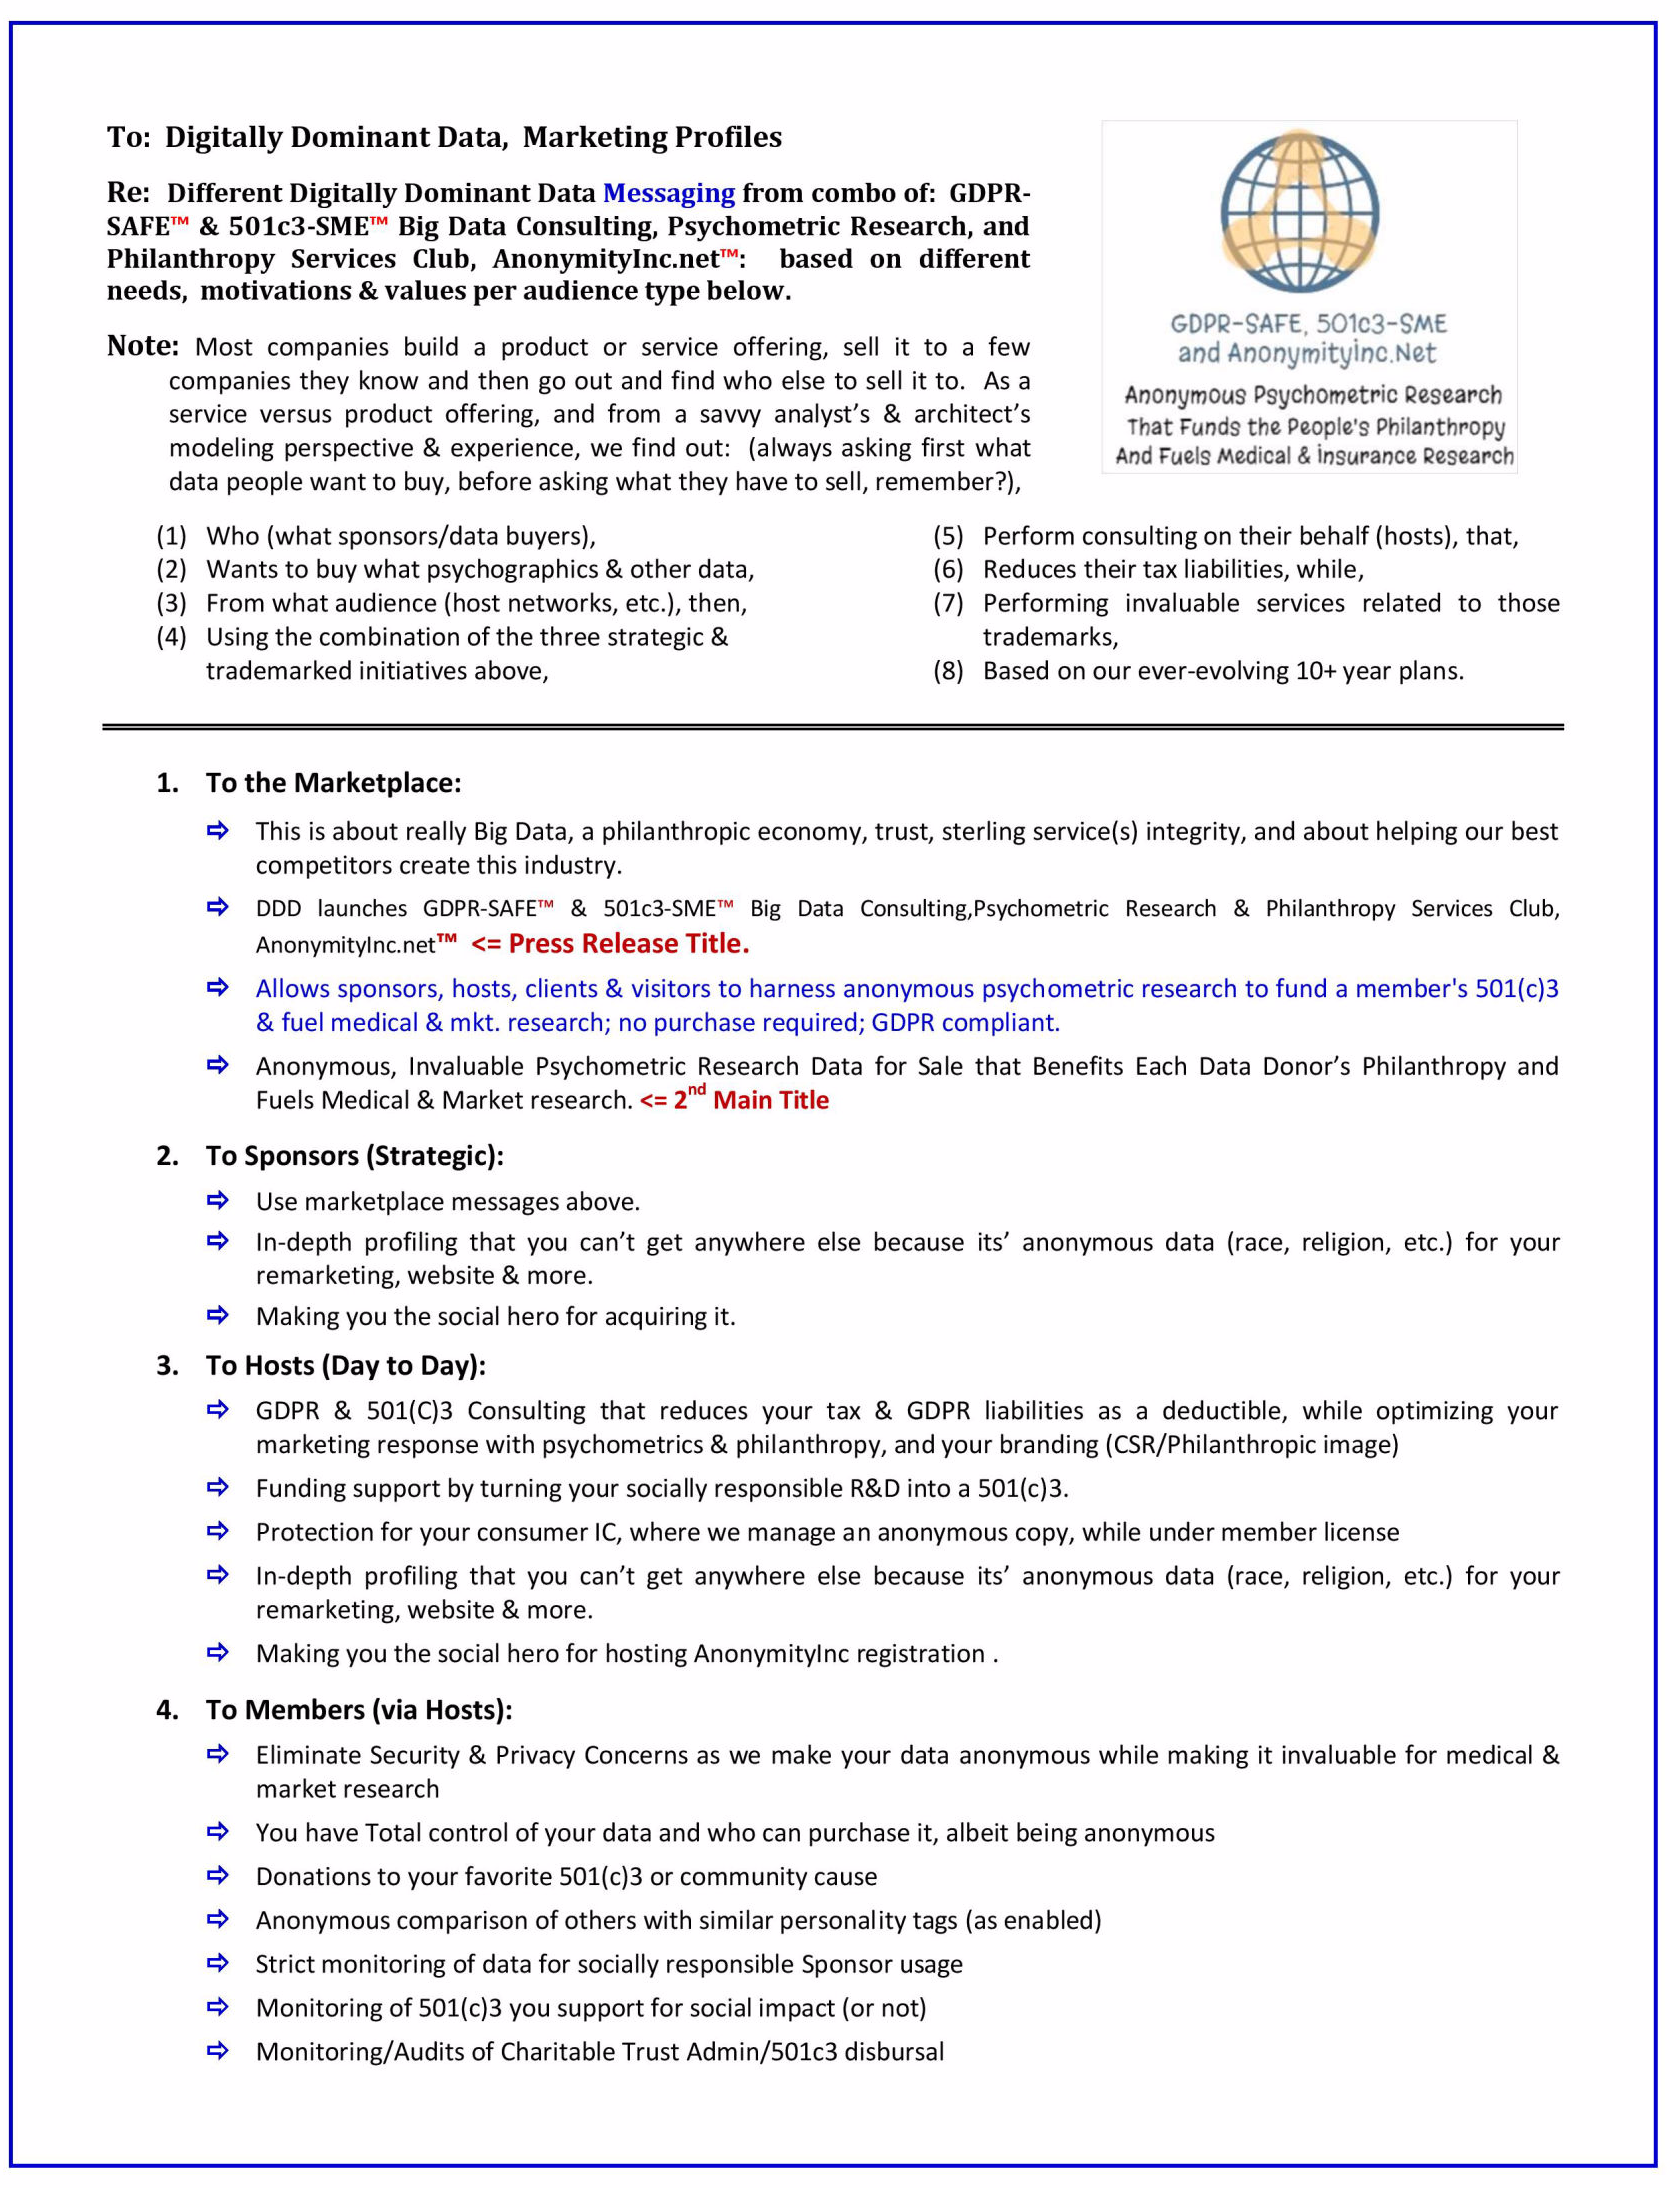 To: Digitally Dominant Data, Marketing Profiles
Re: Different Digitally Dominant Data Messaging from combo of: GDPR-
SAFE™ & 501c3-SME™ Big Data Consulting, Psychometric Research, and
Philanthropy Services Club, AnonymityInc.net™: based on different
needs, motivations & values per audience type below.
Note: Most companies build a product or service offering, sell it to a few
companies they know and then go out and find who else to sell it to. As a
service versus product offering, and from a savvy analyst’s & architect’s
modeling perspective & experience, we find out: (always asking first what
data people want to buy, before asking what they have to sell, remember?),
GDPR-SAFE, 501c3-SME
and AnonymityInc.Net
Anonymous Psychometric Research
That Funds the People's Philanthropy
And Fuels Medical & Insurance Research
(1) Who (what sponsors/data buyers),
(2) Wants to buy what psychographics & other data,
(3) From what audience (host networks, etc.), then,
(4) Using the combination of the three strategic &
trademarked initiatives above,
(5) Perform consulting on their behalf (hosts), that,
(6) Reduces their tax liabilities, while,
(7) Performing invaluable services related to those
trademarks,
(8) Based on our ever-evolving 10+ year plans.
1. To the Marketplace:
⇨ This is about really Big Data, a philanthropic economy, trust, sterling service(s) integrity, and about helping our best
competitors create this industry.
⇨ DDD launches GDPR-SAFE™ & 501c3-SME™ Big Data Consulting,Psychometric Research & Philanthropy Services Club,
AnonymityInc.net™ <= Press Release Title.
⇨ Allows sponsors, hosts, clients & visitors to harness anonymous psychometric research to fund a member's 501(c)3
& fuel medical & mkt. research; no purchase required; GDPR compliant.
⇨ Anonymous, Invaluable Psychometric Research Data for Sale that Benefits Each Data Donor’s Philanthropy and
Fuels Medical & Market research. <= 2nd Main Title
2. To Sponsors (Strategic):
⇨ Use marketplace messages above.
⇨ In-depth profiling that you can’t get anywhere else because its’ anonymous data (race, religion, etc.) for your
remarketing, website & more.
⇨ Making you the social hero for acquiring it.
3. To Hosts (Day to Day):
⇨ GDPR & 501(C)3 Consulting that reduces your tax & GDPR liabilities as a deductible, while optimizing your
marketing response with psychometrics & philanthropy, and your branding (CSR/Philanthropic image)
⇨ Funding support by turning your socially responsible R&D into a 501(c)3.
⇨ Protection for your consumer IC, where we manage an anonymous copy, while under member license
⇨ In-depth profiling that you can’t get anywhere else because its’ anonymous data (race, religion, etc.) for your
remarketing, website & more.
⇨ Making you the social hero for hosting AnonymityInc registration .
4. To Members (via Hosts):
⇨ Eliminate Security & Privacy Concerns as we make your data anonymous while making it invaluable for medical &
market research
⇨ You have Total control of your data and who can purchase it, albeit being anonymous
⇨ Donations to your favorite 501(c)3 or community cause
⇨ Anonymous comparison of others with similar personality tags (as enabled)
⇨ Strict monitoring of data for socially responsible Sponsor usage
⇨ Monitoring of 501(c)3 you support for social impact (or not)
⇨ Monitoring/Audits of Charitable Trust Admin/501c3 disbursal